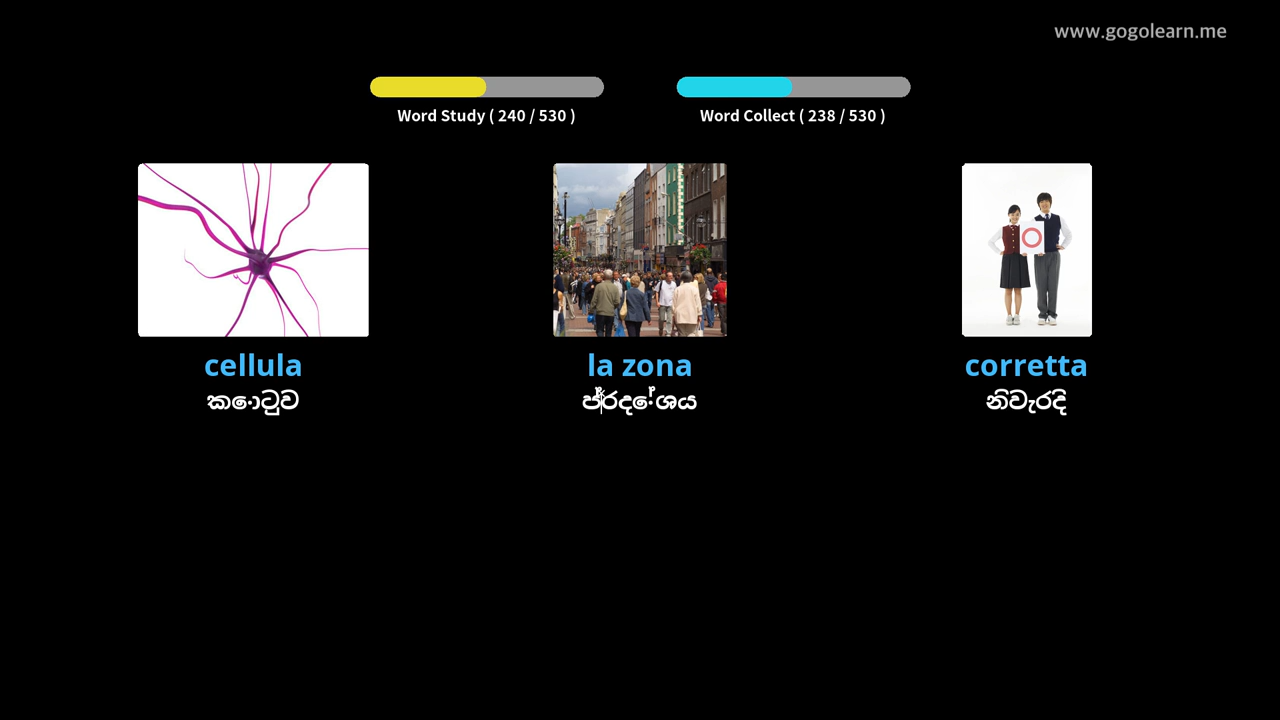 www.gogolearn.me
Word Study ( 240 / 530 )
Word Collect ( 238 / 530 )
cellula
la zona
corretta
කොටුව
ප්‍රදේශය
නිවැරදි